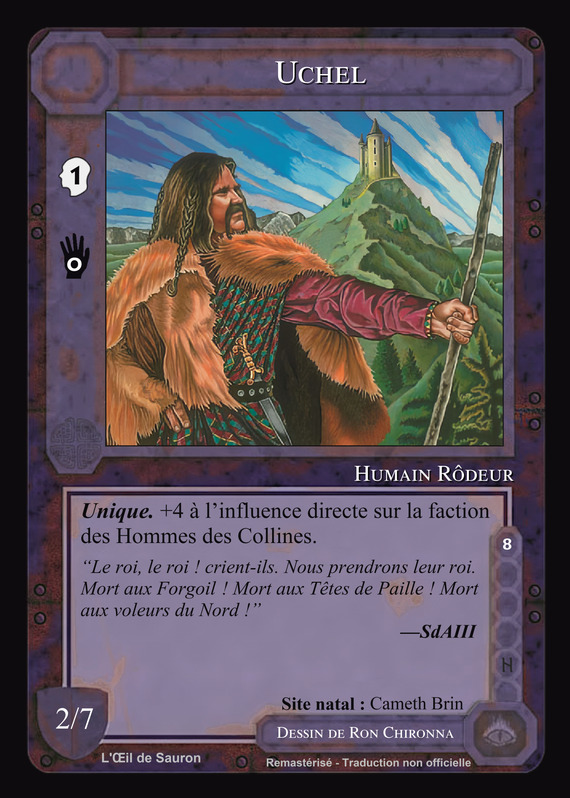 UCHEL
1
0
HUMAIN RÔDEUR
Unique. +4 à l'influence directe sur la faction
des Hommes des Collines.
8
“Le roi, le roi ! crient-ils. Nous prendrons leur roi.
Mort aux Forgoil ! Mort aux Têtes de Paille ! Mort
aux voleurs du Nord !”
—SdAIII
Site natal : Cameth Brin
2/7
DESSIN DE RON CHIRONNA
L'Œil de Sauron
Remastérisé - Traduction non officielle